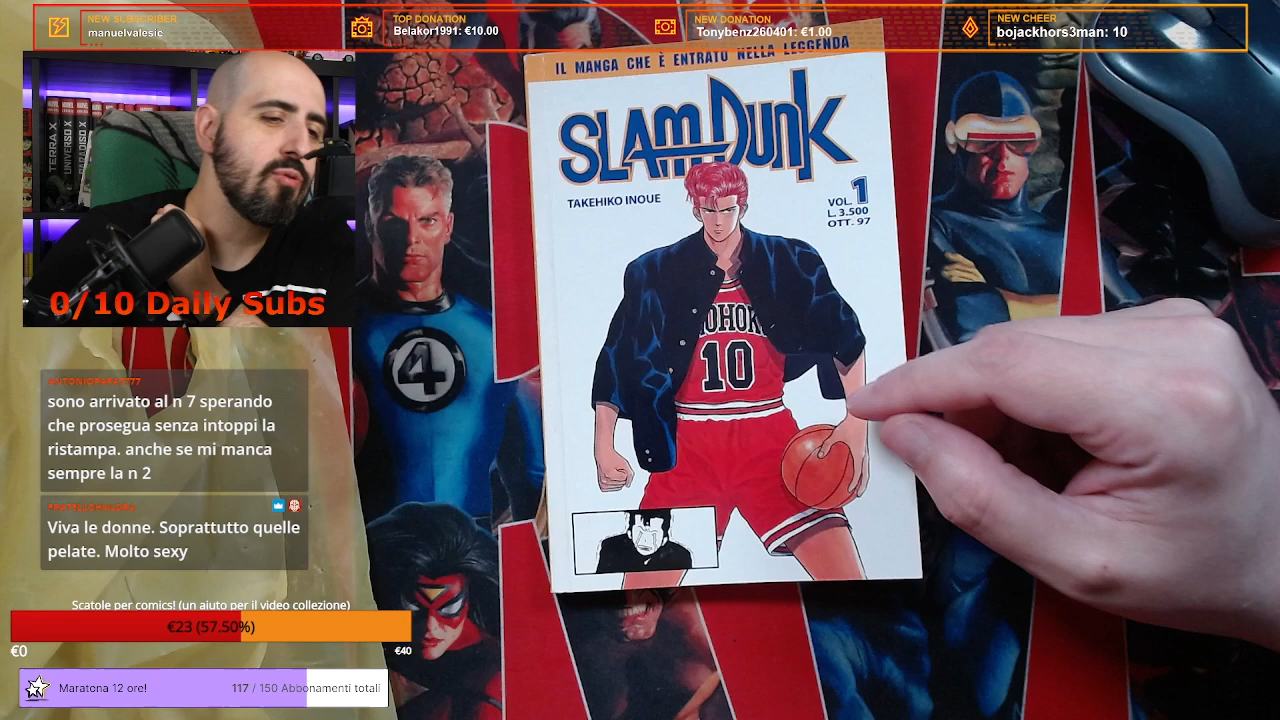 NEW SUBSCRIBER
manuelvalesic
TOP DONATION
Belakor1991: €10.00
NEW DONATION
Tonybenz260401: €1.00
NEW CHEER
bojackhors3man: 10
IL MANGA CHE È ENTRATO NELLA LEGGENDA
SLAM DUNK
TAKEHIKO INOUE
VOL. 1
L. 3.500
OTT. 97
10
4
TERRA X
UNIVERSO X
PARADISO X
0/10 Daily Subs
sono arrivato al n 7 sperando
che prosegua senza intoppi la
ristampa. anche se mi manca
sempre la n 2
Viva le donne. Soprattutto quelle
pelate. Molto sexy
Scatole per comics! (un aiuto per il video collezione)
€23 (57.50%)
€0
€40
Maratona 12 ore!
117 / 150 Abbonamenti totali